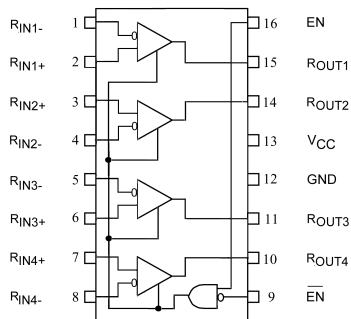 RIN1- 1 16 EN
RIN1+ 2 15 ROUT1
RIN2+ 3 14 ROUT2
RIN2- 4 13 VCC
RIN3- 5 12 GND
RIN3+ 6 11 ROUT3
RIN4+ 7 10 ROUT4
RIN4- 8 9 E̅N̅